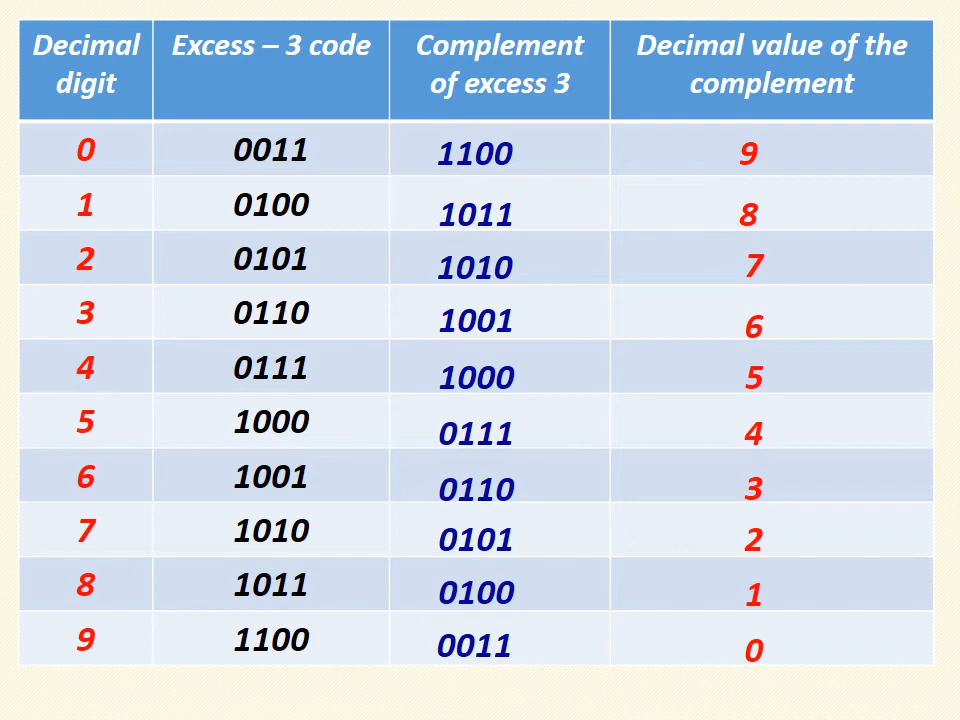 Decimal digit Excess – 3 code Complement of excess 3 Decimal value of the complement
0 0011 1100 9
1 0100 1011 8
2 0101 1010 7
3 0110 1001 6
4 0111 1000 5
5 1000 0111 4
6 1001 0110 3
7 1010 0101 2
8 1011 0100 1
9 1100 0011 0